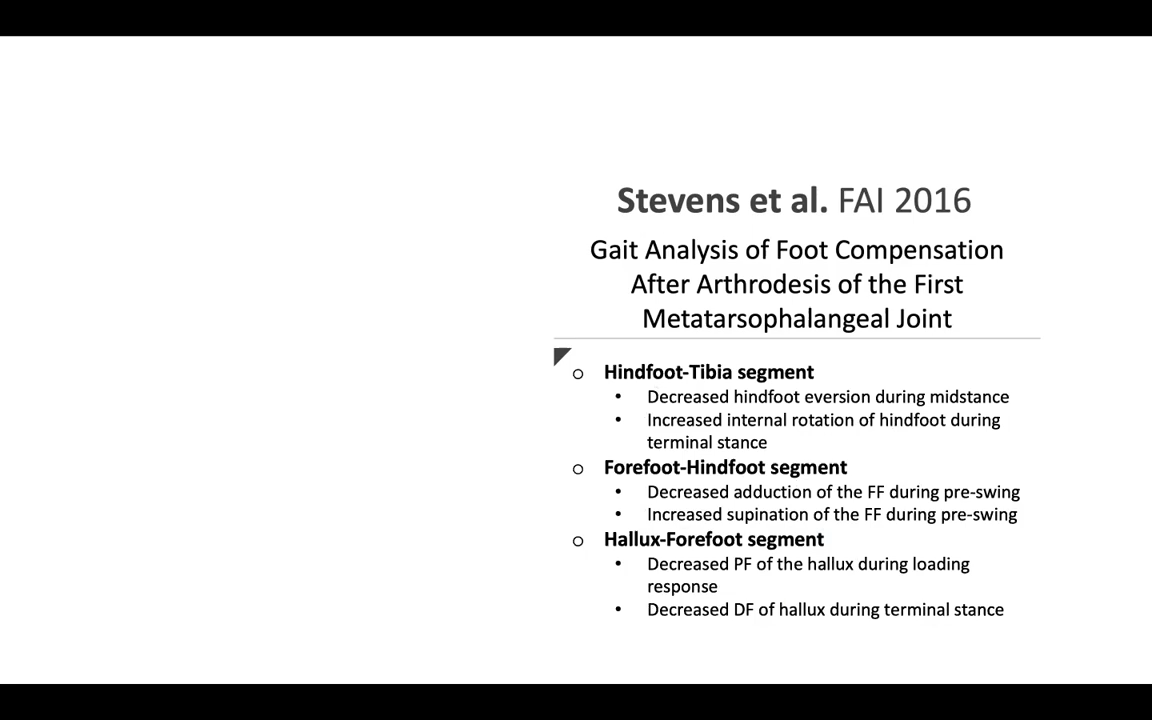 Stevens et al. FAI 2016
Gait Analysis of Foot Compensation
After Arthrodesis of the First
Metatarsophalangeal Joint
o Hindfoot-Tibia segment
• Decreased hindfoot eversion during midstance
• Increased internal rotation of hindfoot during
terminal stance
o Forefoot-Hindfoot segment
• Decreased adduction of the FF during pre-swing
• Increased supination of the FF during pre-swing
o Hallux-Forefoot segment
• Decreased PF of the hallux during loading
response
• Decreased DF of hallux during terminal stance